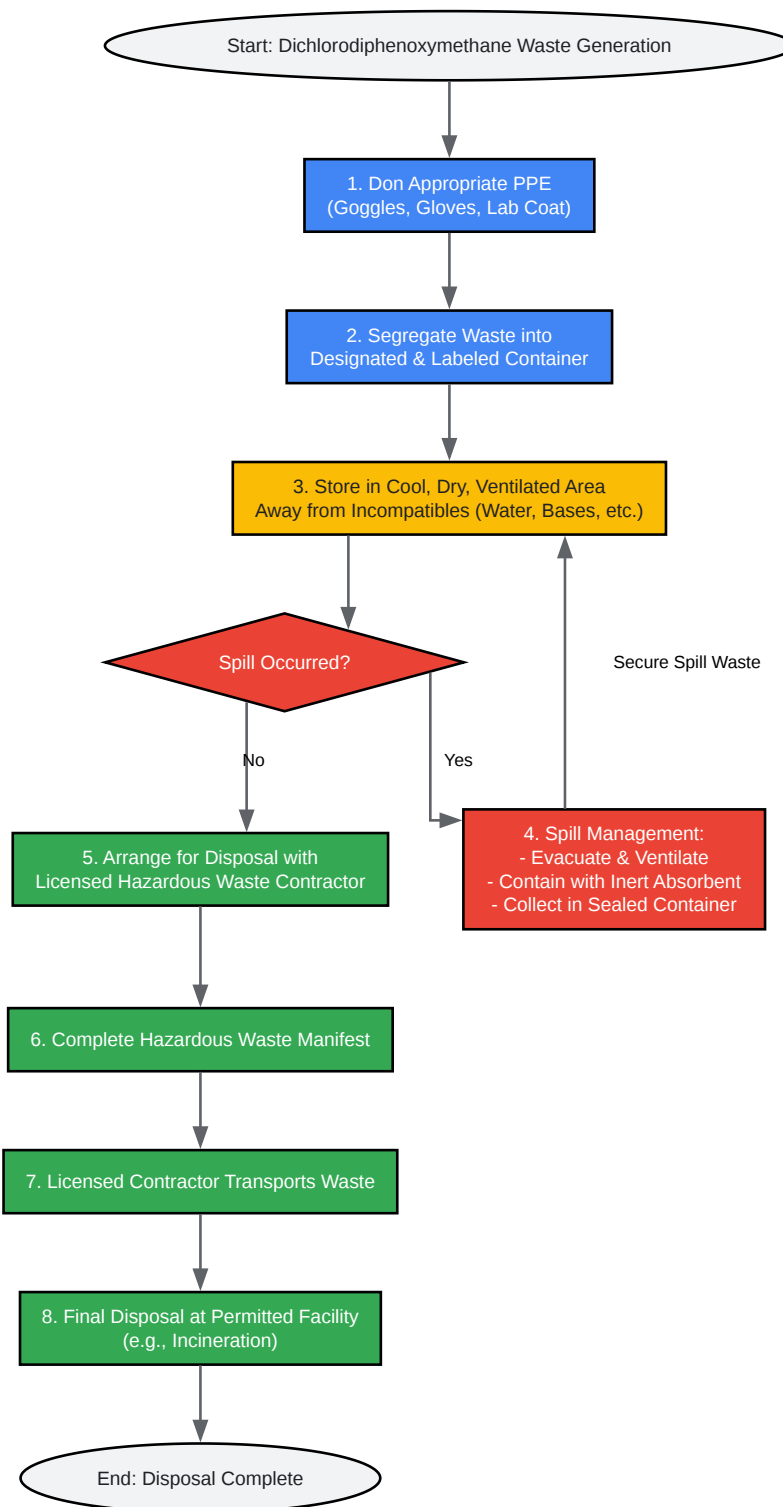 Start: Dichlorodiphenoxymethane Waste Generation
1. Don Appropriate PPE
(Goggles, Gloves, Lab Coat)
2. Segregate Waste into
Designated & Labeled Container
3. Store in Cool, Dry, Ventilated Area
Away from Incompatibles (Water, Bases, etc.)
Spill Occurred?
Secure Spill Waste
No
Yes
4. Spill Management:
- Evacuate & Ventilate
- Contain with Inert Absorbent
- Collect in Sealed Container
5. Arrange for Disposal with
Licensed Hazardous Waste Contractor
6. Complete Hazardous Waste Manifest
7. Licensed Contractor Transports Waste
8. Final Disposal at Permitted Facility
(e.g., Incineration)
End: Disposal Complete